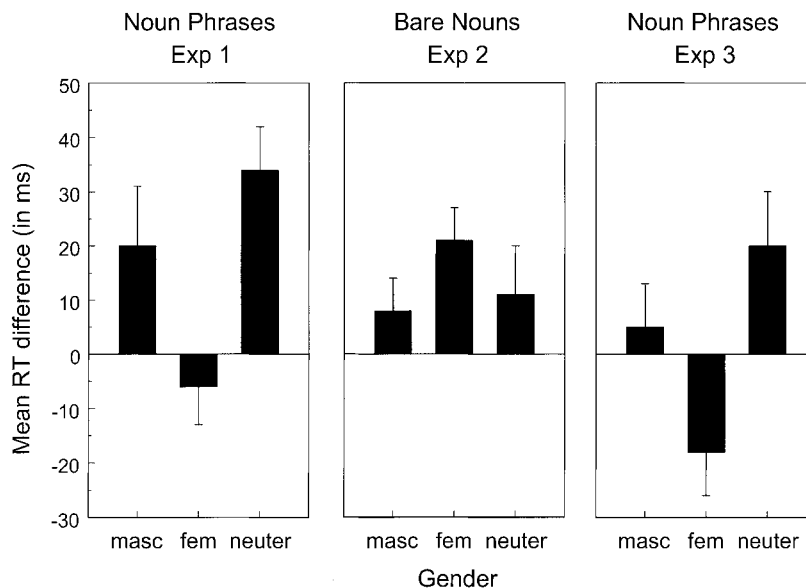 Noun Phrases
Exp 1
Bare Nouns
Exp 2
Noun Phrases
Exp 3
Mean RT difference (in ms)
50
40
30
20
10
0
-10
-20
-30
masc fem neuter
masc fem neuter
masc fem neuter
Gender